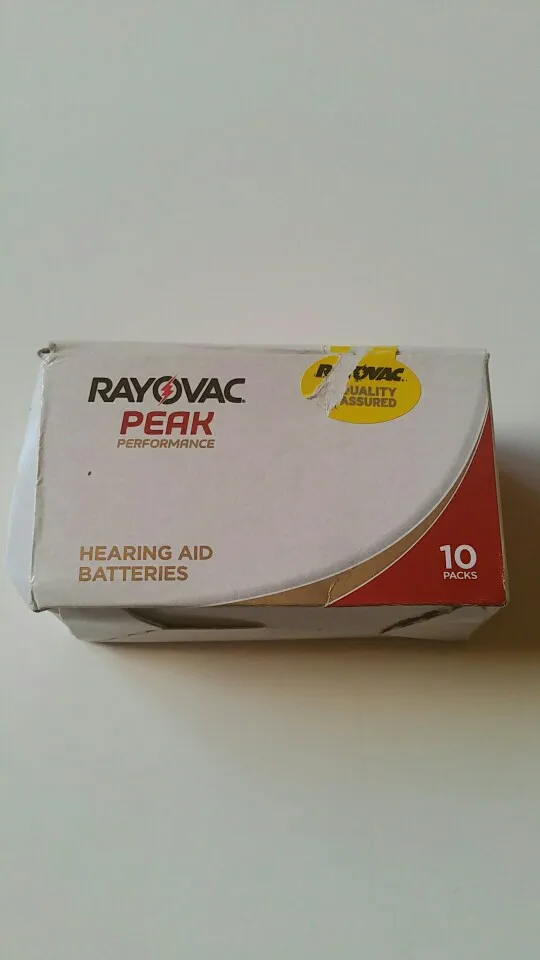 RAYOVAC
PEAK
PERFORMANCE
RAYOVAC
QUALITY
ASSURED
HEARING AID
BATTERIES
10
PACKS